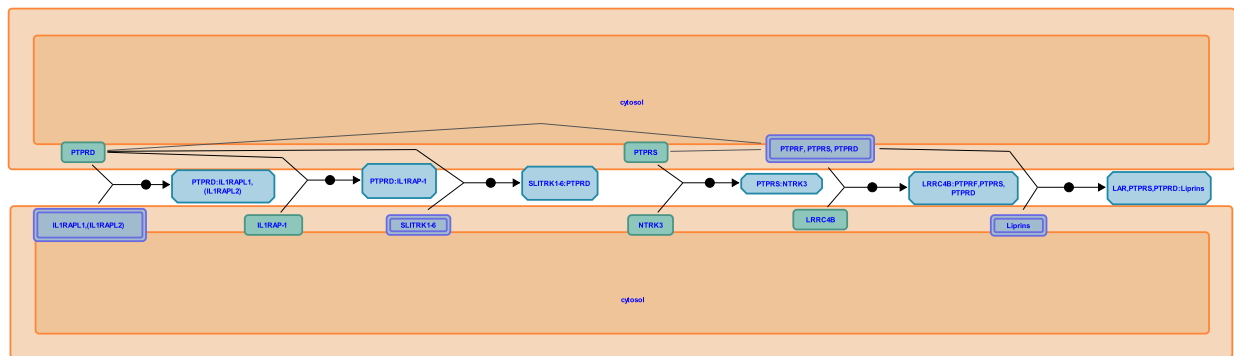 cytosol
PTPRD
PTPRS
PTPRF, PTPRS, PTPRD
PTPRD:IL1RAPL1,
(IL1RAPL2)
PTPRD:IL1RAP-1
SLITRK1-6:PTPRD
PTPRS:NTRK3
LRRC4B:PTPRF,PTPRS,
PTPRD
LAR,PTPRS,PTPRD:Liprins
IL1RAPL1,(IL1RAPL2)
IL1RAP-1
SLITRK1-6
NTRK3
LRRC4B
Liprins
cytosol